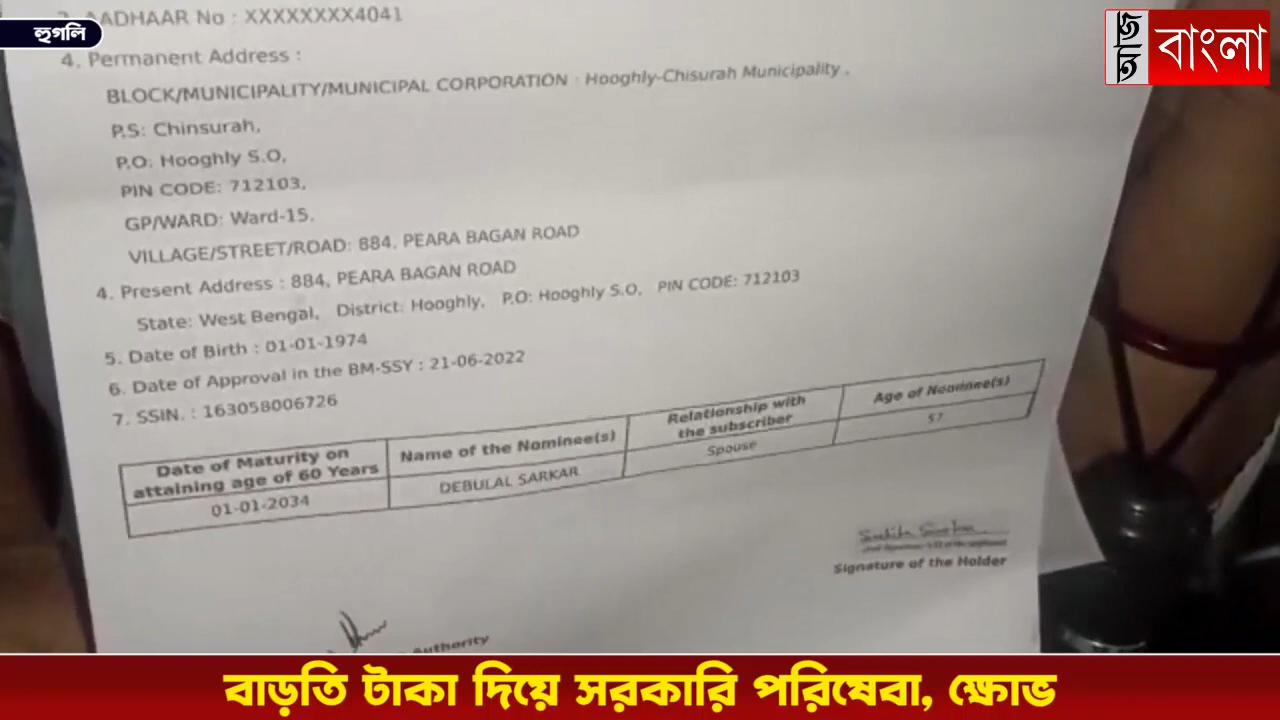 হুগলি
আজ বাংলা
AADHAAR No : XXXXXXXX4041
4. Permanent Address :
BLOCK/MUNICIPALITY/MUNICIPAL CORPORATION : Hooghly-Chisurah Municipality ,
P.S: Chinsurah,
P.O: Hooghly S.O,
PIN CODE: 712103,
GP/WARD: Ward-15,
VILLAGE/STREET/ROAD: 884, PEARA BAGAN ROAD
4. Present Address : 884, PEARA BAGAN ROAD
State: West Bengal, District: Hooghly, P.O: Hooghly S.O, PIN CODE: 712103
5. Date of Birth : 01-01-1974
6. Date of Approval in the BM-SSY : 21-06-2022
7. SSIN. : 163058006726
Date of Maturity on attaining age of 60 Years Name of the Nominee(s) Relationship with the subscriber Age of Nominee(s)
01-01-2034 DEBULAL SARKAR Spouse 57
Signature of the Holder
Authority
বাড়তি টাকা দিয়ে সরকারি পরিষেবা, ক্ষোভ